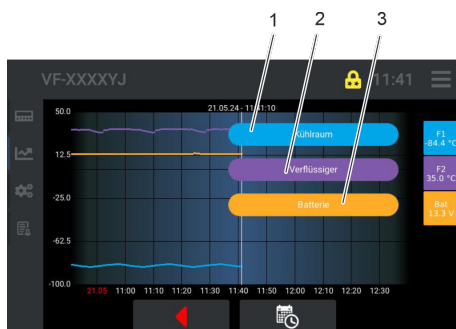 1 2 3
VF-XXXXYJ 11:41
21.05.24 - 11:41:10
50.0
Kühlraum
F1
-84.4 °C
12.5
Verflüssiger
F2
35.0 °C
-25.0
Batterie
Bat
13.3 V
-62.5
-100.0
21.05 11:00 11:10 11:20 11:30 11:40 11:50 12:00 12:10 12:20 12:30